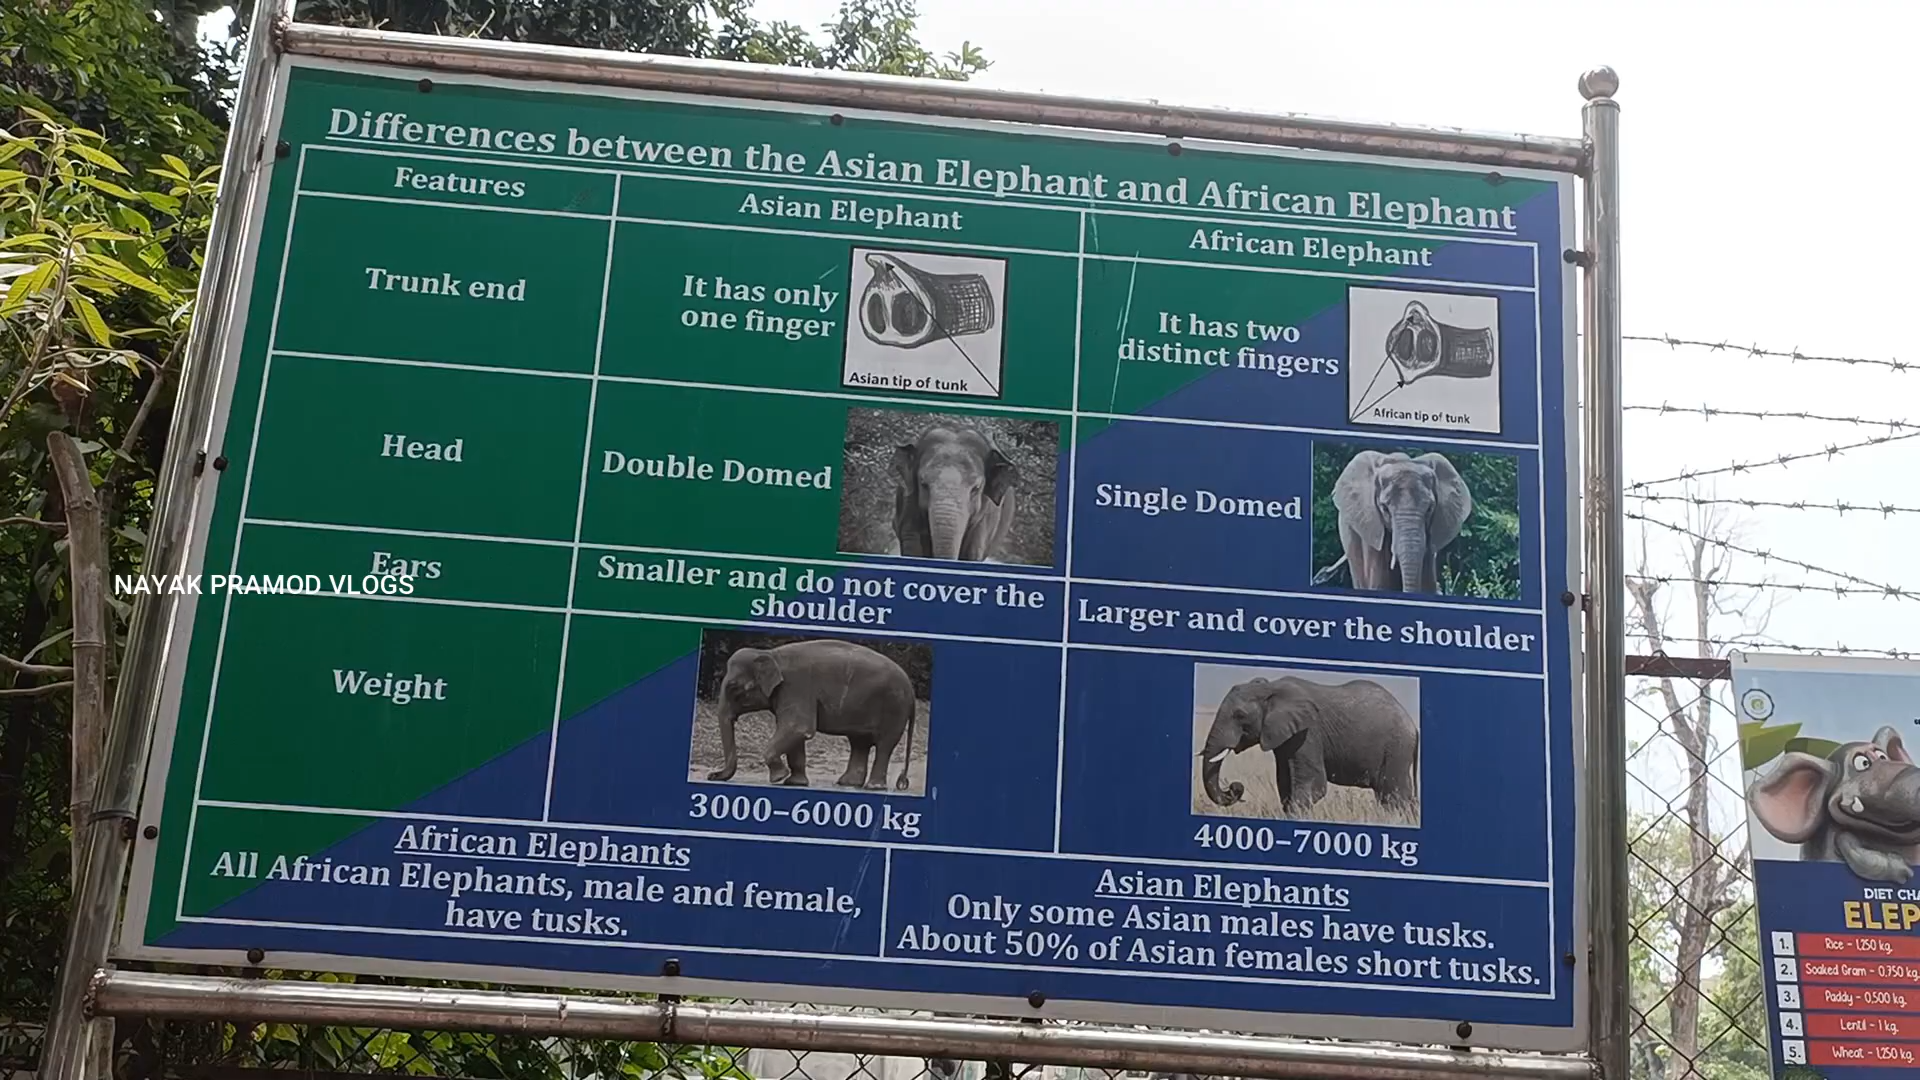 Differences between the Asian Elephant and African Elephant
Features
Asian Elephant
African Elephant
Trunk end
It has only
one finger
Asian tip of tunk
It has two
distinct fingers
African tip of tunk
Head
Double Domed
Single Domed
Ears
Smaller and do not cover the
shoulder
Larger and cover the shoulder
Weight
3000–6000 kg
4000–7000 kg
African Elephants
All African Elephants, male and female,
have tusks.
Asian Elephants
Only some Asian males have tusks.
About 50% of Asian females short tusks.
NAYAK PRAMOD VLOGS
DIET
1. Rice - 1.250 kg.
2. Soaked Gram - 0.750 kg.
3. Paddy - 0.500 kg.
4. Lentil - 1 kg.
5. Wheat - 1.250 kg.